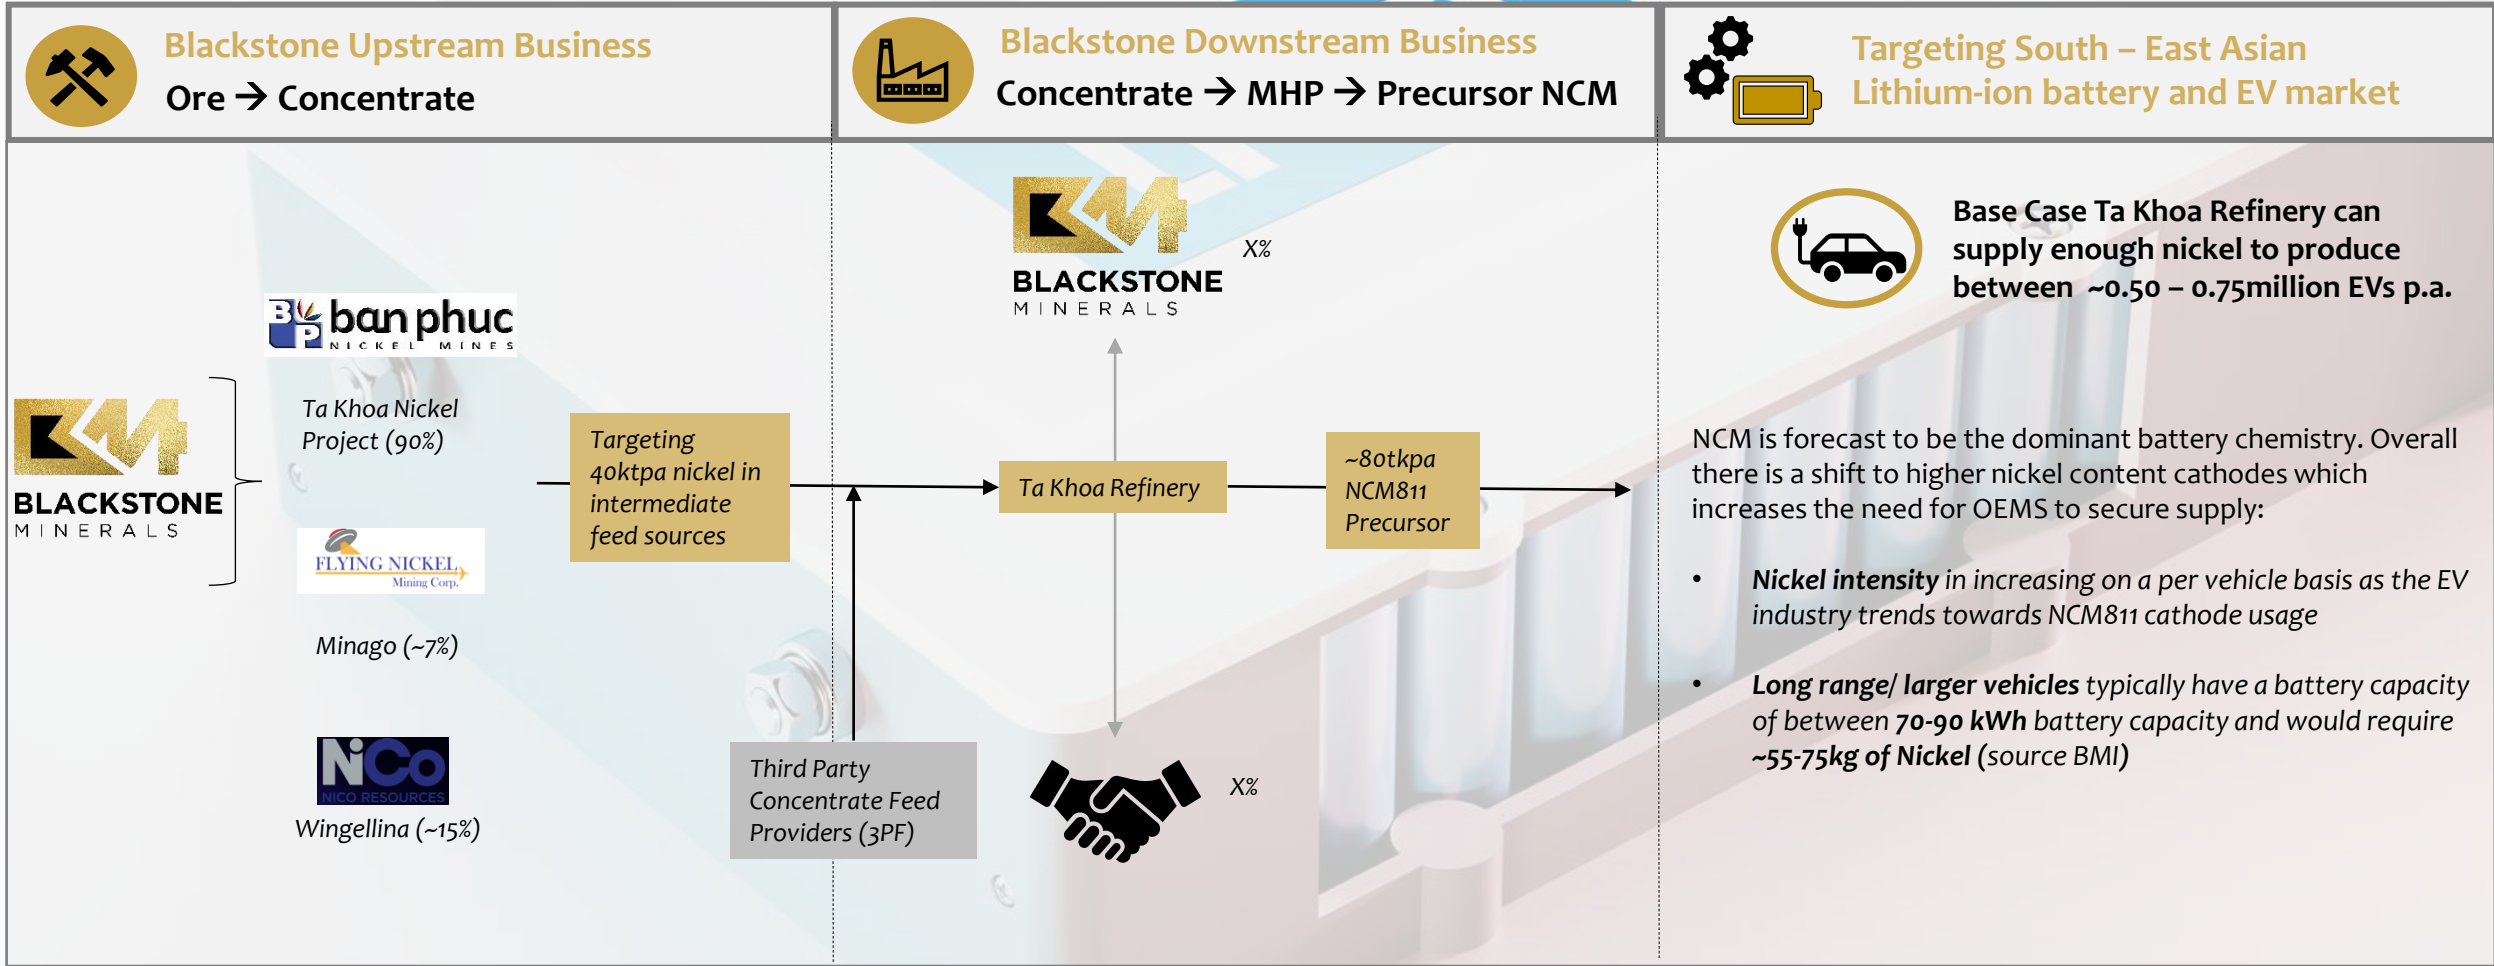 Blackstone Upstream Business
Ore → Concentrate
Blackstone Downstream Business
Concentrate → MHP → Precursor NCM
Targeting South – East Asian
Lithium-ion battery and EV market
BLACKSTONE
MINERALS
BP ban phuc
NICKEL MINES
Ta Khoa Nickel
Project (90%)
FLYING NICKEL
Mining Corp.
Minago (~7%)
NiCo
NICO RESOURCES
Wingellina (~15%)
Targeting
40ktpa nickel in
intermediate
feed sources
Third Party
Concentrate Feed
Providers (3PF)
BLACKSTONE
MINERALS
X%
Ta Khoa Refinery
X%
~80tkpa
NCM811
Precursor
Base Case Ta Khoa Refinery can
supply enough nickel to produce
between ~0.50 – 0.75million EVs p.a.
NCM is forecast to be the dominant battery chemistry. Overall
there is a shift to higher nickel content cathodes which
increases the need for OEMS to secure supply:
• Nickel intensity in increasing on a per vehicle basis as the EV
industry trends towards NCM811 cathode usage
• Long range/ larger vehicles typically have a battery capacity
of between 70-90 kWh battery capacity and would require
~55-75kg of Nickel (source BMI)